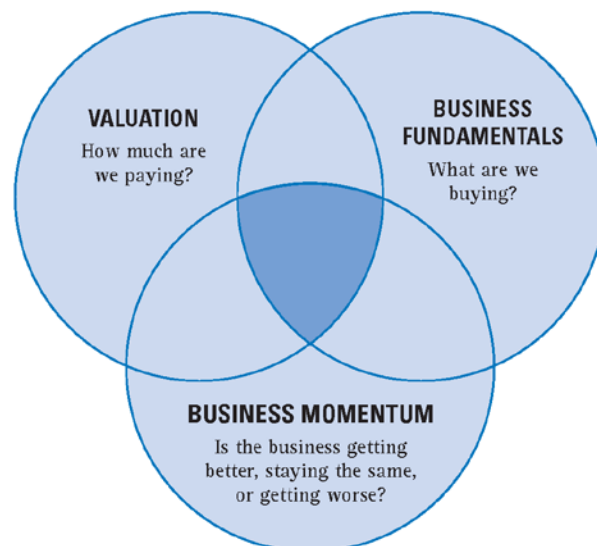 VALUATION
How much are
we paying?
BUSINESS
FUNDAMENTALS
What are we
buying?
BUSINESS MOMENTUM
Is the business getting
better, staying the same,
or getting worse?